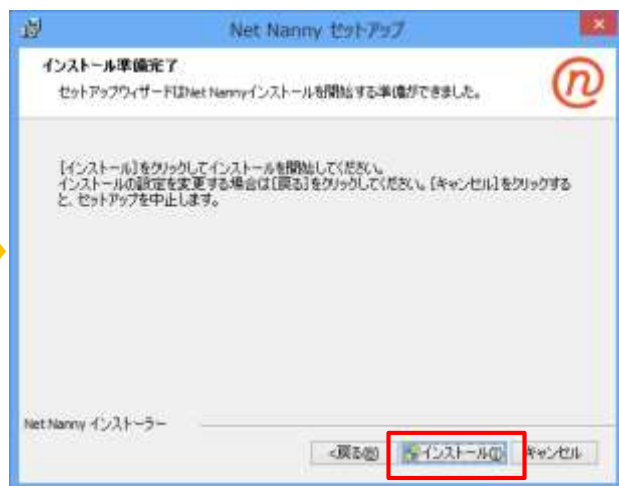 Net Nanny セットアップ
インストール準備完了
セットアップウィザードはNet Nannyインストールを開始する準備ができました。
[インストール]をクリックしてインストールを開始してください。
インストールの設定を変更する場合は[戻る]をクリックしてください。[キャンセル]をクリックする
と、セットアップを中止します。
Net Nanny インストーラー
<戻る(B) インストール(I) キャンセル